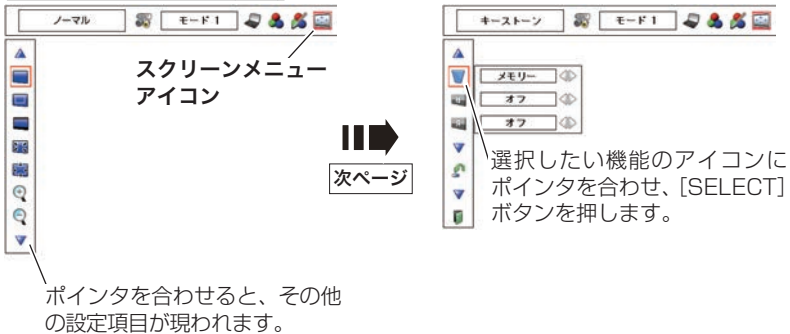 ノーマル
モード 1
スクリーンメニュー
アイコン
ポインタを合わせると、その他
の設定項目が現われます。
次ページ
キーストーン
モード 1
メモリー
オフ
オフ
選択したい機能のアイコンに
ポインタを合わせ、[SELECT]
ボタンを押します。